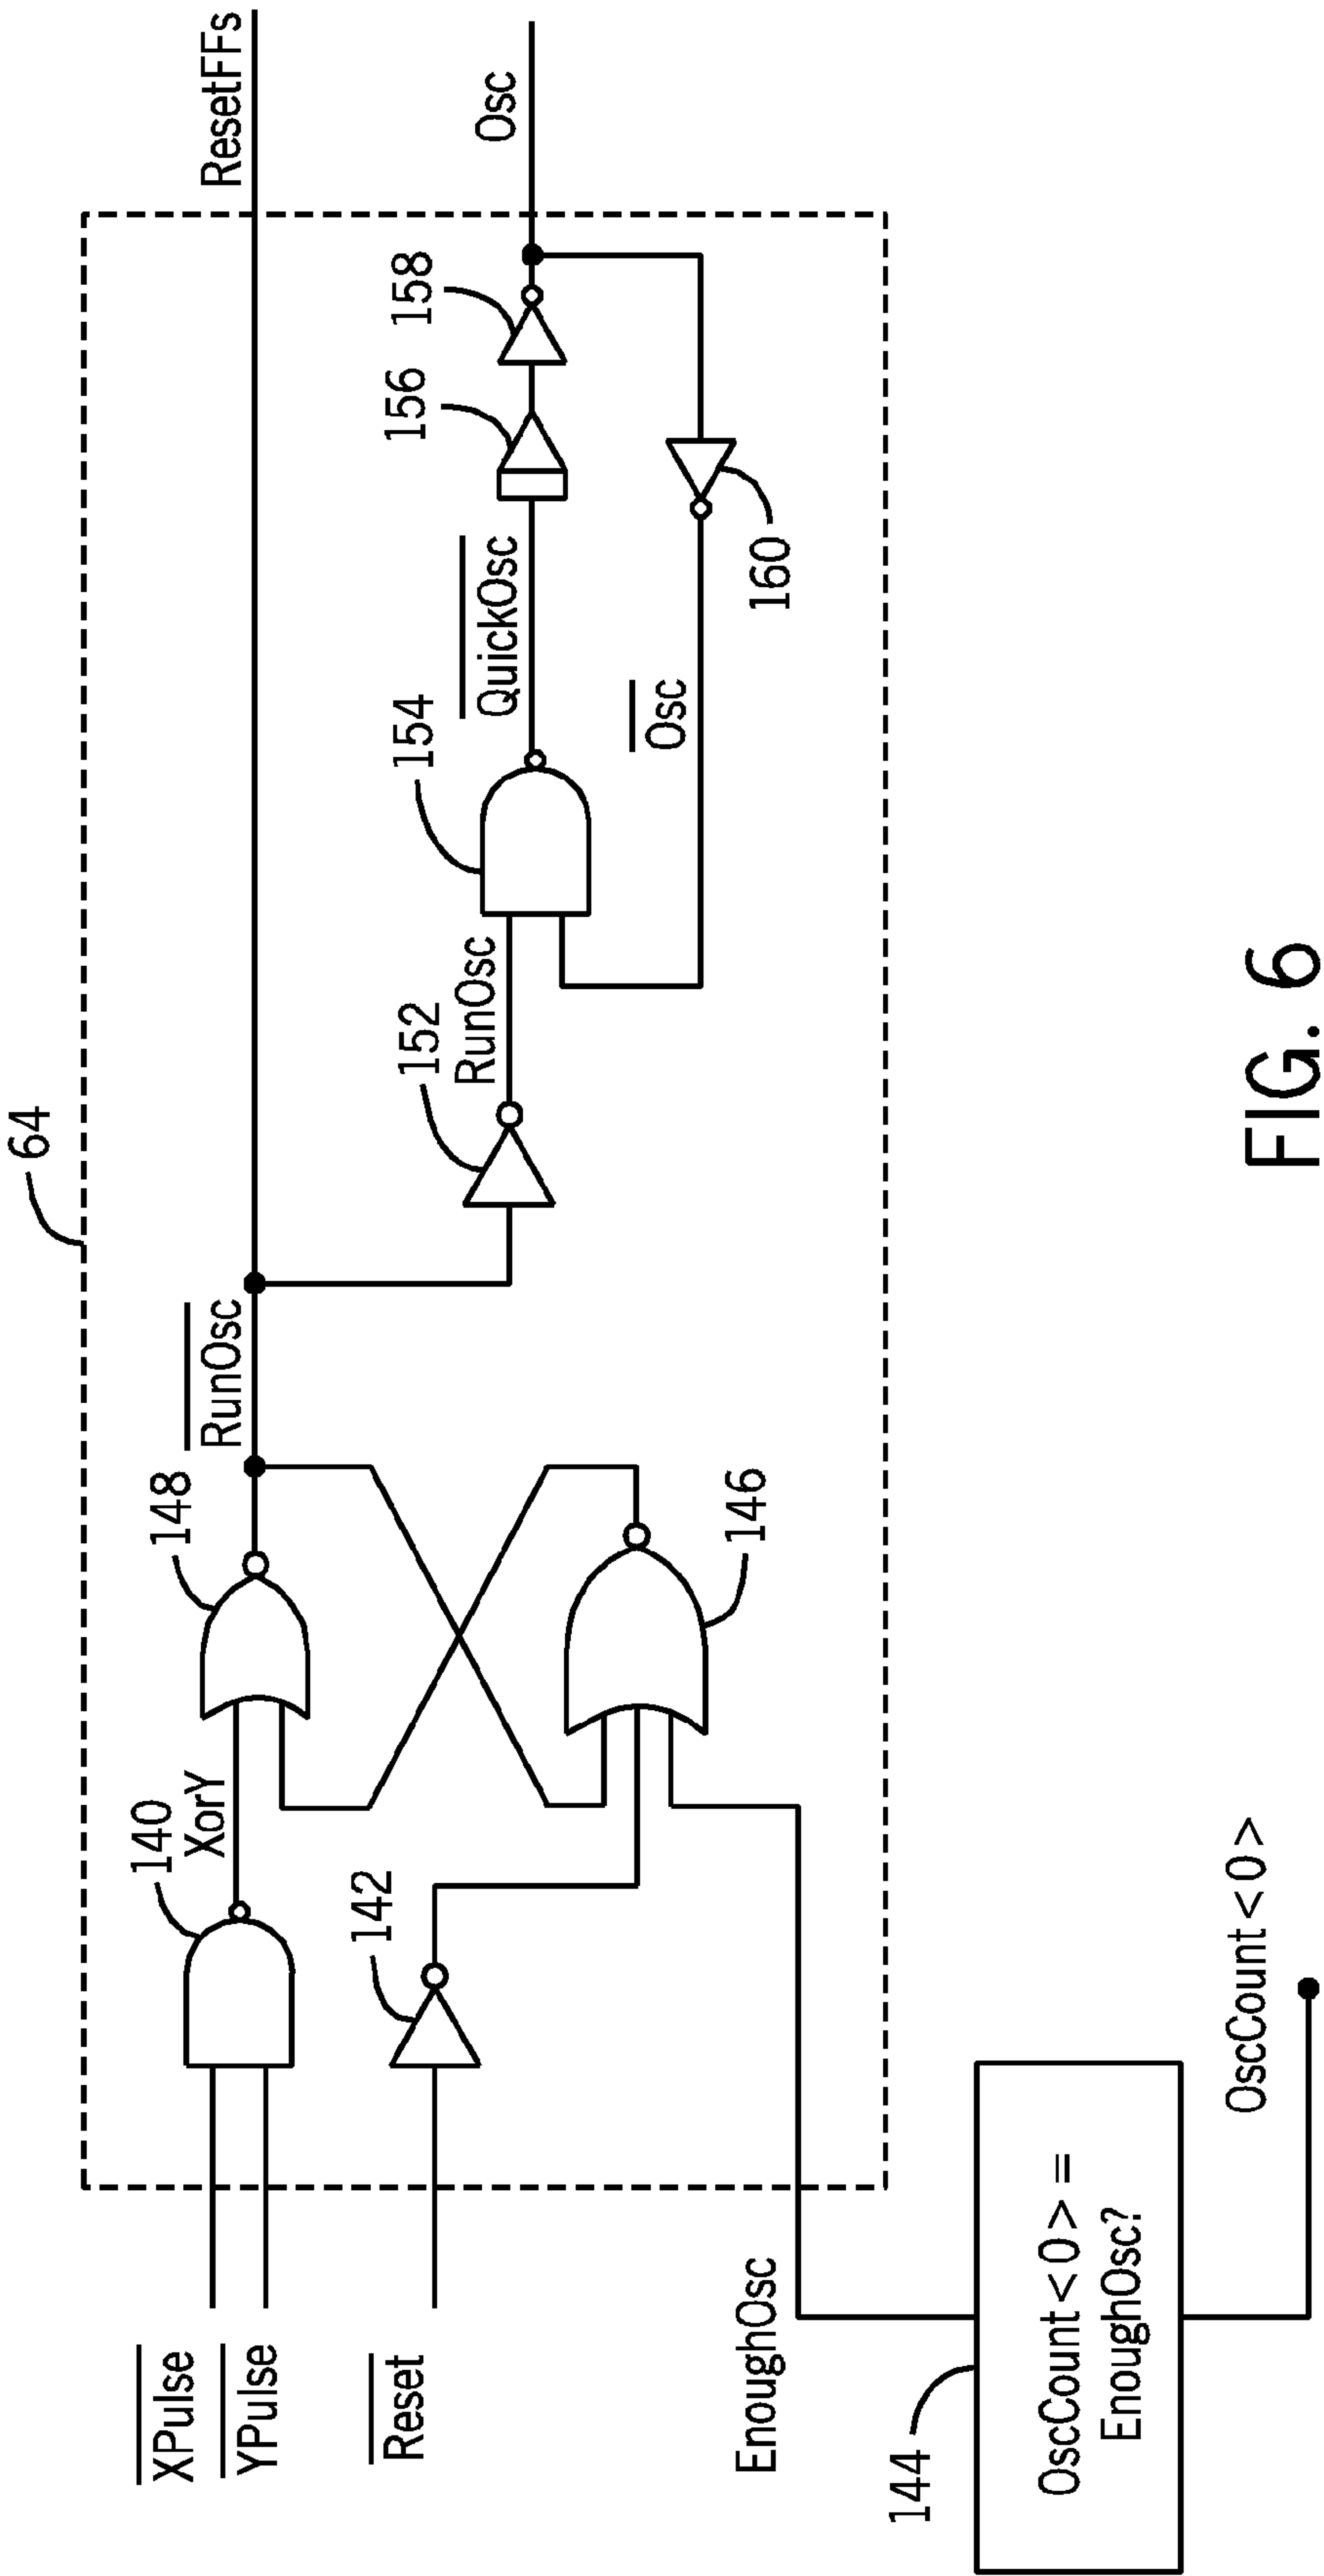 64
ResetFFs
XPulse
YPulse
140
XorY
148
RunOsc
Reset
142
146
152
RunOsc
154
QuickOsc
156
158
Osc
Osc
160
EnoughOsc
144
OscCount<0>=
EnoughOsc?
OscCount<0>
FIG. 6